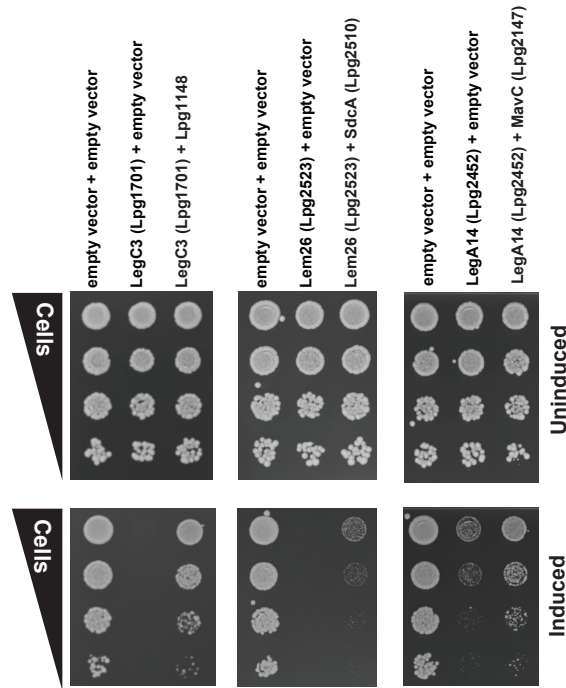 empty vector + empty vector
LegC3 (Lpg1701) + empty vector
LegC3 (Lpg1701) + Lpg1148
empty vector + empty vector
Lem26 (Lpg2523) + empty vector
Lem26 (Lpg2523) + SdcA (Lpg2510)
empty vector + empty vector
LegA14 (Lpg2452) + empty vector
LegA14 (Lpg2452) + MavC (Lpg2147)
Cells
Uninduced
Cells
Induced